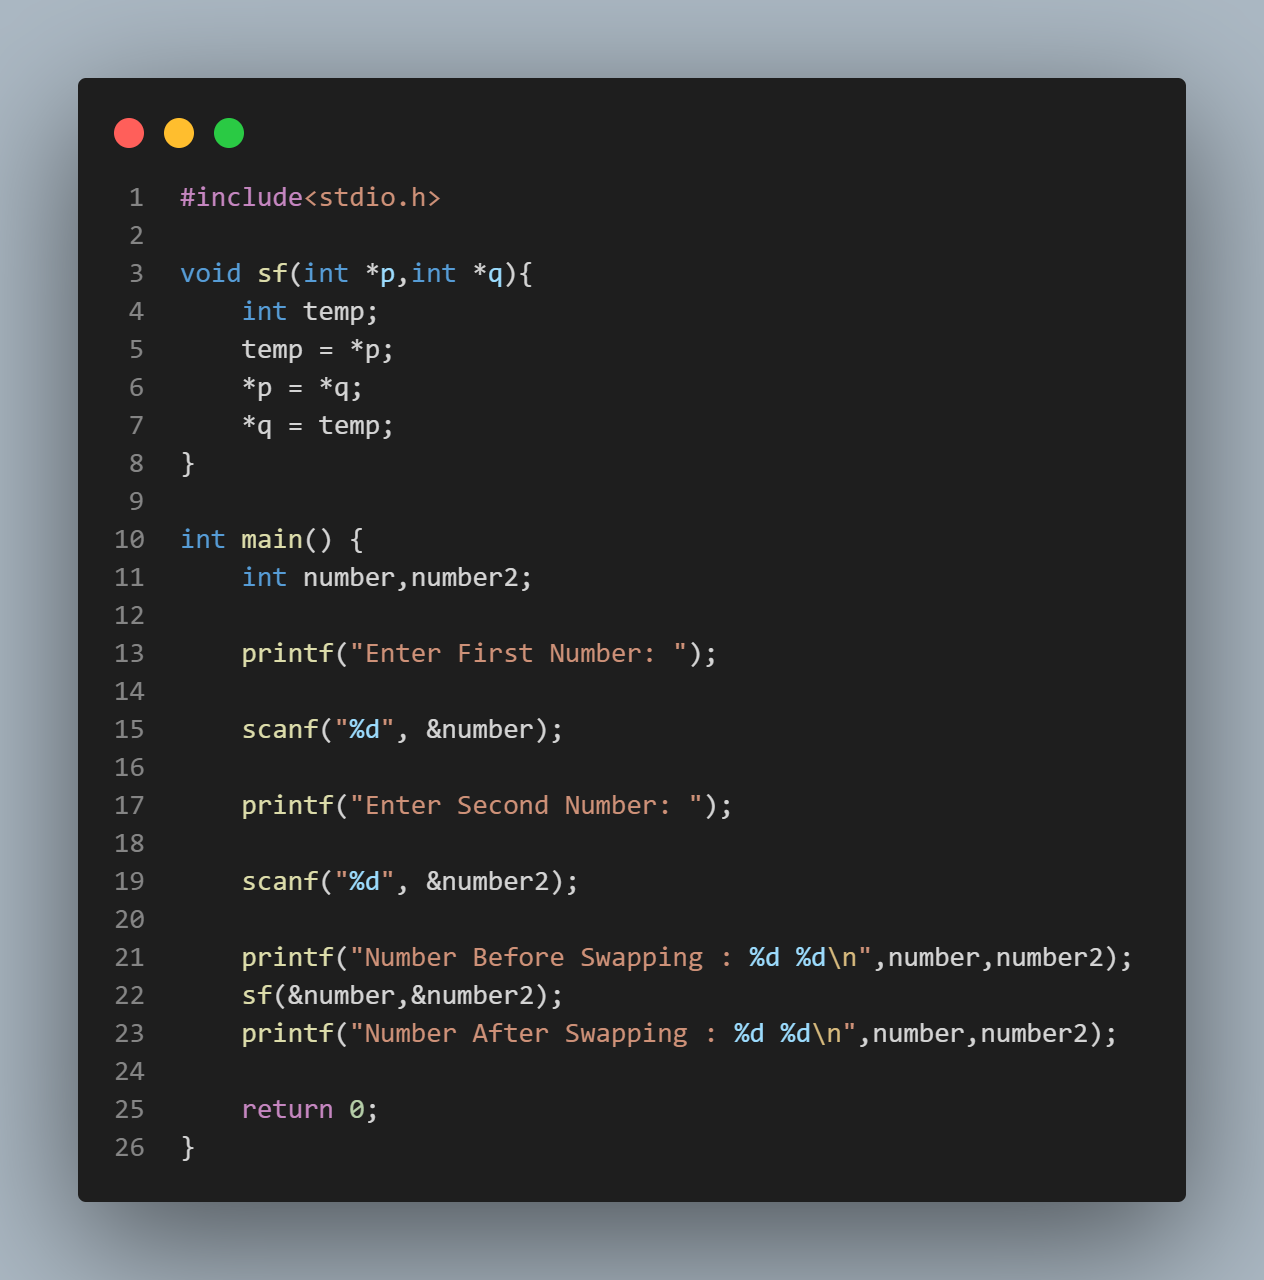 1 #include<stdio.h>
2
3 void sf(int *p,int *q){
4     int temp;
5     temp = *p;
6     *p = *q;
7     *q = temp;
8 }
9
10 int main() {
11     int number,number2;
12
13     printf("Enter First Number: ");
14
15     scanf("%d", &number);
16
17     printf("Enter Second Number: ");
18
19     scanf("%d", &number2);
20
21     printf("Number Before Swapping : %d %d\n",number,number2);
22     sf(&number,&number2);
23     printf("Number After Swapping : %d %d\n",number,number2);
24
25     return 0;
26 }